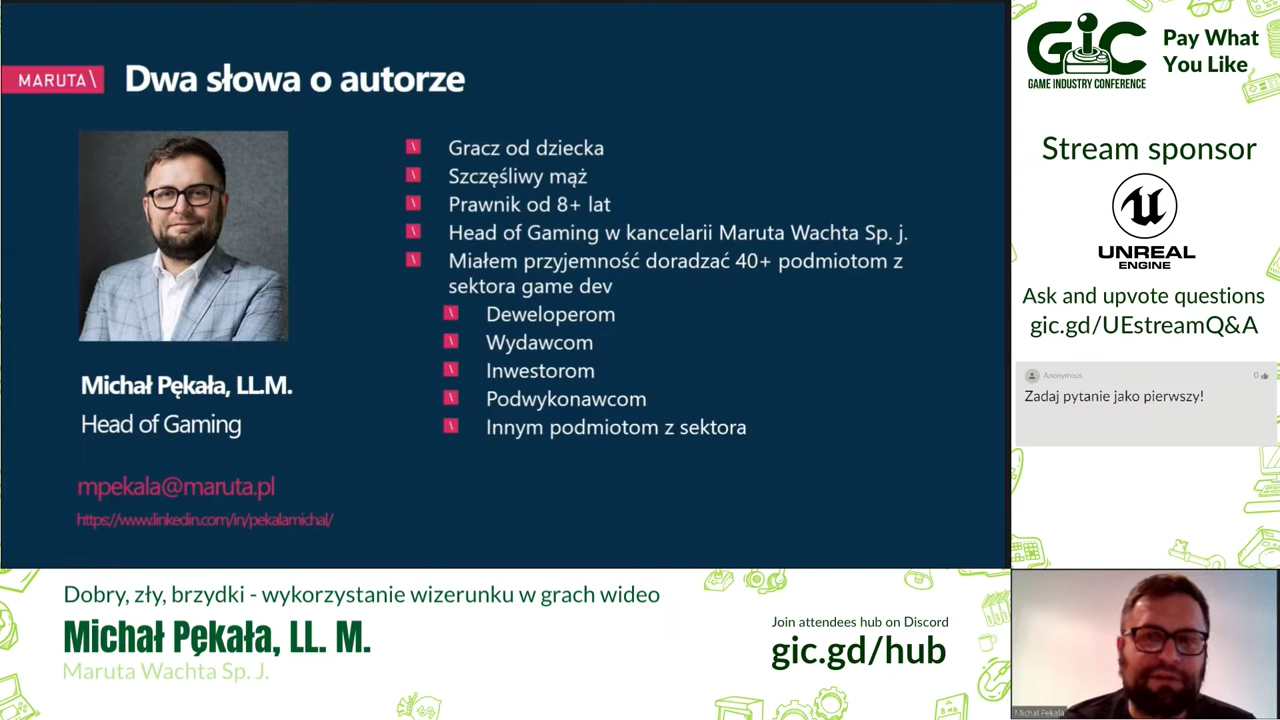 MARUTA\
Dwa słowa o autorze
Gracz od dziecka
Szczęśliwy mąż
Prawnik od 8+ lat
Head of Gaming w kancelarii Maruta Wachta Sp. j.
Miałem przyjemność doradzać 40+ podmiotom z
sektora game dev
Deweloperom
Wydawcom
Inwestorom
Podwykonawcom
Innym podmiotom z sektora
Michał Pękała, LL.M.
Head of Gaming
mpekala@maruta.pl
https://www.linkedin.com/in/pekalamichal/
GIC
GAME INDUSTRY CONFERENCE
Pay What
You Like
Stream sponsor
UNREAL
ENGINE
Ask and upvote questions
gic.gd/UEstreamQ&A
Anonymous
0
Zadaj pytanie jako pierwszy!
Dobry, zły, brzydki - wykorzystanie wizerunku w grach wideo
Michał Pękała, LL. M.
Maruta Wachta Sp. J.
Join attendees hub on Discord
gic.gd/hub
Michał Pękała